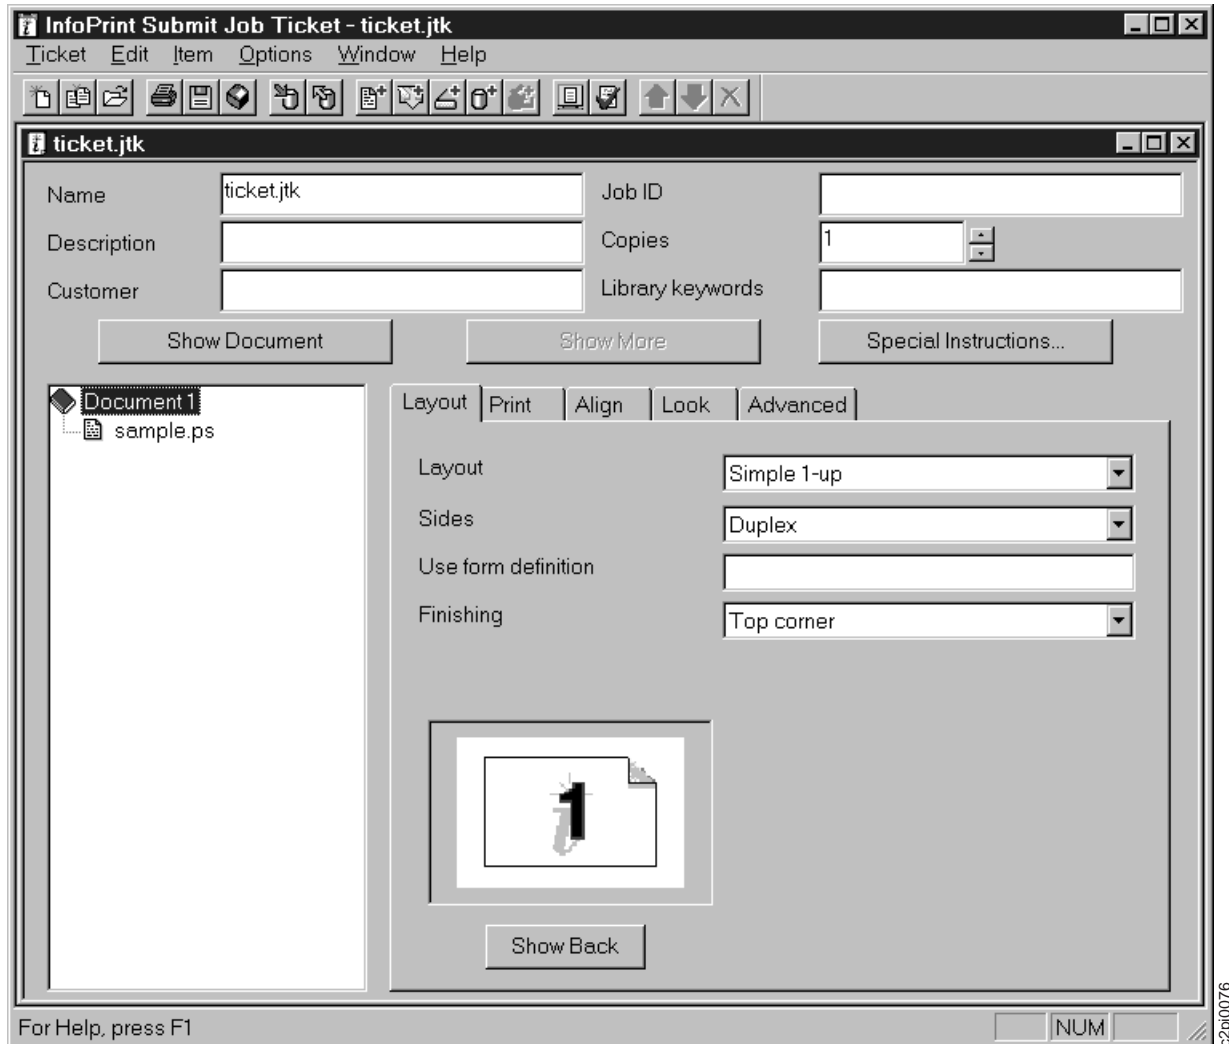 InfoPrint Submit Job Ticket - ticket.jtk
Ticket Edit Item Options Window Help
ticket.jtk
Name ticket.jtk Job ID
Description Copies 1
Customer Library keywords
Show Document Show More Special Instructions...
Document 1
sample.ps
Layout Print Align Look Advanced
Layout Simple 1-up
Sides Duplex
Use form definition
Finishing Top corner
1
Show Back
For Help, press F1 NUM
c2pi0076